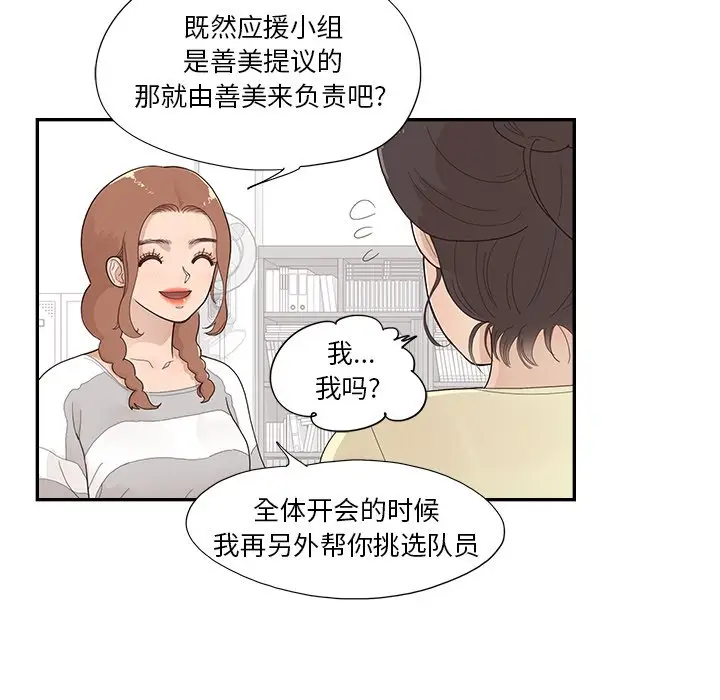 既然应援小组
是善美提议的
那就由善美来负责吧?
我...
我吗?
全体开会的时候
我再另外帮你挑选队员